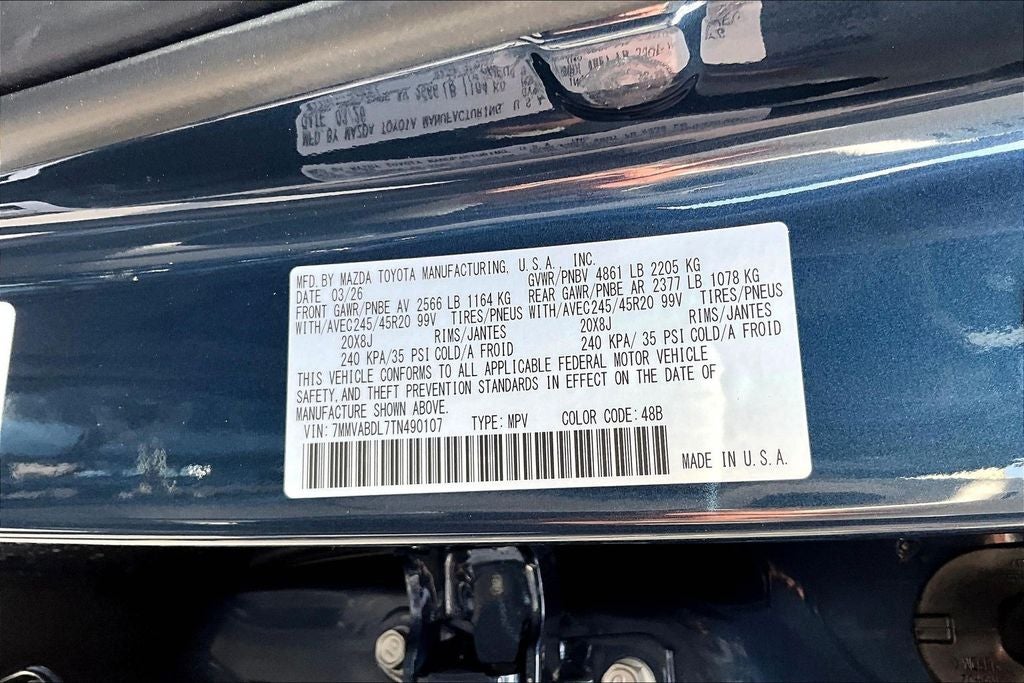 MFD. BY MAZDA TOYOTA MANUFACTURING, U.S.A., INC.
DATE 03/26 GVWR/PNBV 4861 LB 2205 KG
FRONT GAWR/PNBE AV 2566 LB 1164 KG REAR GAWR/PNBE AR 2377 LB 1078 KG
WITH/AVEC245/45R20 99V TIRES/PNEUS WITH/AVEC245/45R20 99V TIRES/PNEUS
20X8J RIMS/JANTES 20X8J RIMS/JANTES
240 KPA/35 PSI COLD/A FROID 240 KPA/ 35 PSI COLD/A FROID
THIS VEHICLE CONFORMS TO ALL APPLICABLE FEDERAL MOTOR VEHICLE
SAFETY, AND THEFT PREVENTION STANDARDS IN EFFECT ON THE DATE OF
MANUFACTURE SHOWN ABOVE.
VIN: 7MMVABDL7TN490107 TYPE: MPV COLOR CODE: 48B
MADE IN U.S.A.